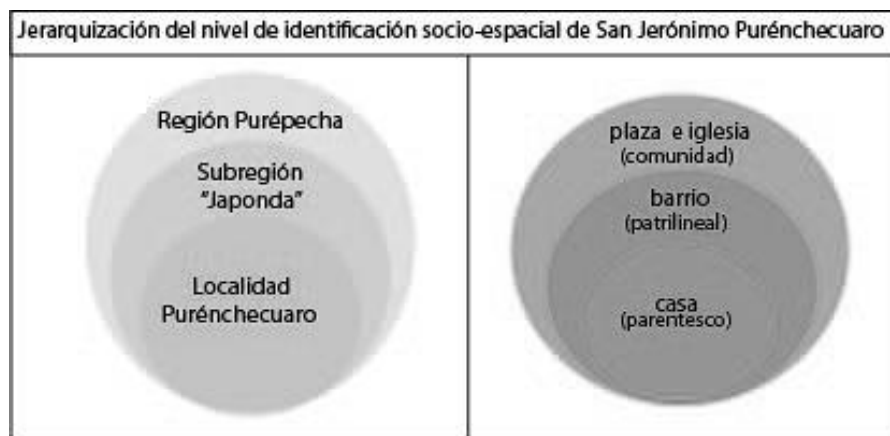 Jerarquización del nivel de identificación socio-espacial de San Jerónimo Purénchecuaro
Región Purépecha
Subregión
"Japonda"
Localidad
Purénchecuaro
plaza e iglesia
(comunidad)
barrio
(patrilineal)
casa
(parentesco)